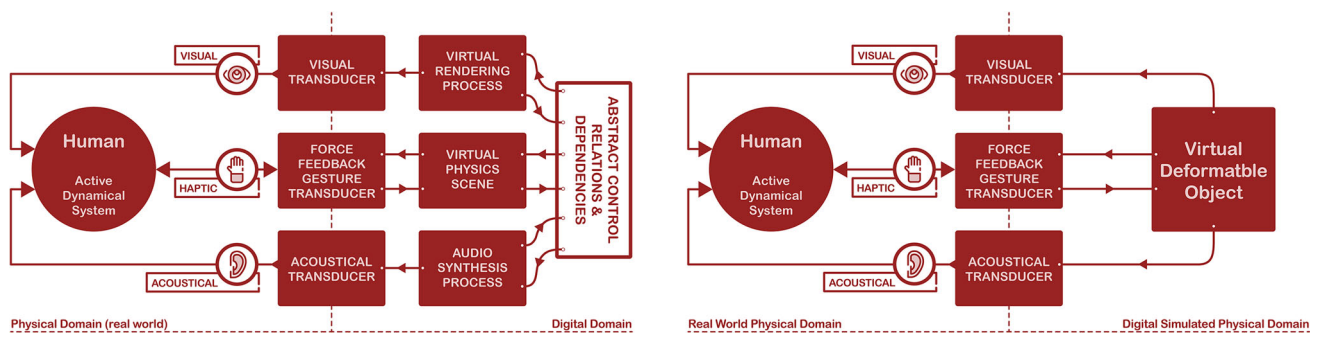 VISUAL
VISUAL
TRANSDUCER
VIRTUAL
RENDERING
PROCESS
Human
Active
Dynamical
System
HAPTIC
FORCE
FEEDBACK
GESTURE
TRANSDUCER
VIRTUAL
PHYSICS
SCENE
ABSTRACT CONTROL
RELATIONS &
DEPENDENCIES
ACOUSTICAL
ACOUSTICAL
TRANSDUCER
AUDIO
SYNTHESIS
PROCESS
Physical Domain (real world)
Digital Domain
VISUAL
VISUAL
TRANSDUCER
Human
Active
Dynamical
System
HAPTIC
FORCE
FEEDBACK
GESTURE
TRANSDUCER
Virtual
Deformatable
Object
ACOUSTICAL
ACOUSTICAL
TRANSDUCER
Real World Physical Domain
Digital Simulated Physical Domain